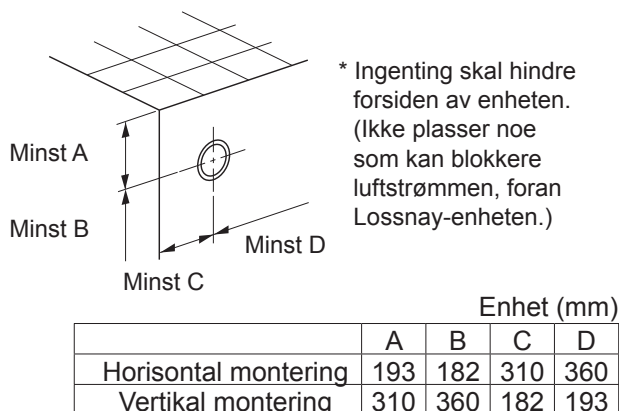 * Ingenting skal hindre
forsiden av enheten.
(Ikke plasser noe
som kan blokkere
luftstrømmen, foran
Lossnay-enheten.)
Minst A
Minst B
Minst D
Minst C
Enhet (mm)
A B C D
Horisontal montering 193 182 310 360
Vertikal montering 310 360 182 193